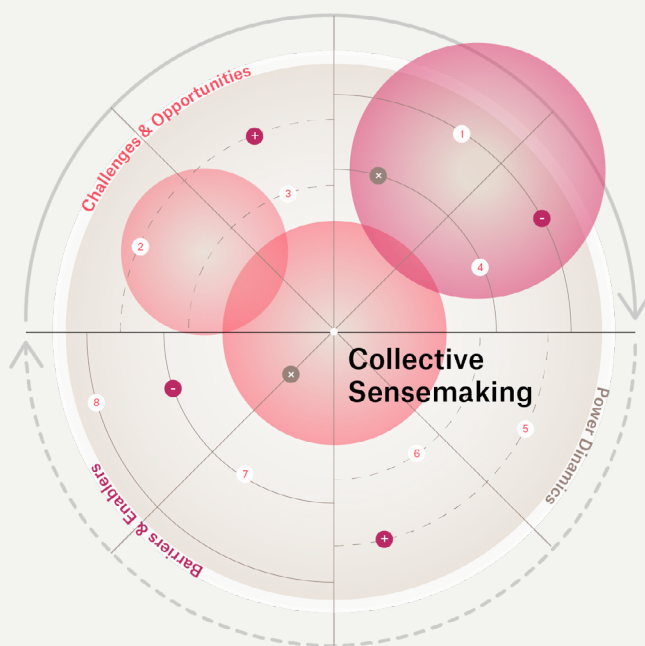 Challenges & Opportunities
+
1
×
3
-
2
4
Collective
Sensemaking
×
-
8
Power Dinamics
5
6
7
Barriers & Enablers
+